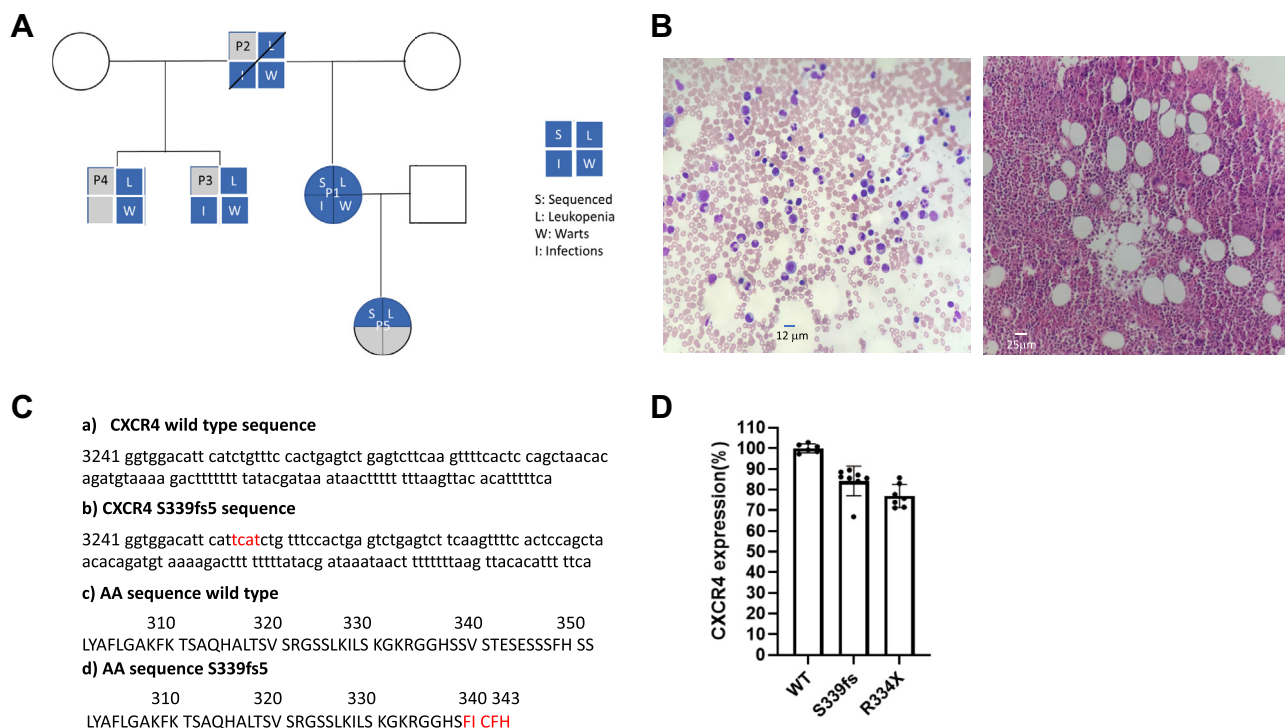 A
P2 L
I W
P4 L
W
P3 L
I W
S L
P1
I W
S L
P5
S L
I W
S: Sequenced
L: Leukopenia
W: Warts
I: Infections
B
12 μm
25μm
C
a) CXCR4 wild type sequence
3241 ggtggacatt catctgtttc cactgagtct gagtcttcaa gttttcactc cagctaacac
agatgtaaaa gacttttttt tatacgataa ataacttttt tttaagttac acatttttca
b) CXCR4 S339fs5 sequence
3241 ggtggacatt cattcatctg tttccactga gtctgagtct tcaagttttc actccagcta
acacagatgt aaaagacttt tttttatacg ataaataact tttttttaag ttacacattt ttca
c) AA sequence wild type
310 320 330 340 350
LYAFLGAKFK TSAQHALTSV SRGSSLKILS KGKRGGHSSV STESESSSFH SS
d) AA sequence S339fs5
310 320 330 340 343
LYAFLGAKFK TSAQHALTSV SRGSSLKILS KGKRGGHSFI CFH
D
CXCR4 expression(%)
110
100
90
80
70
60
50
40
30
20
10
0
WT
S339fs
R334X